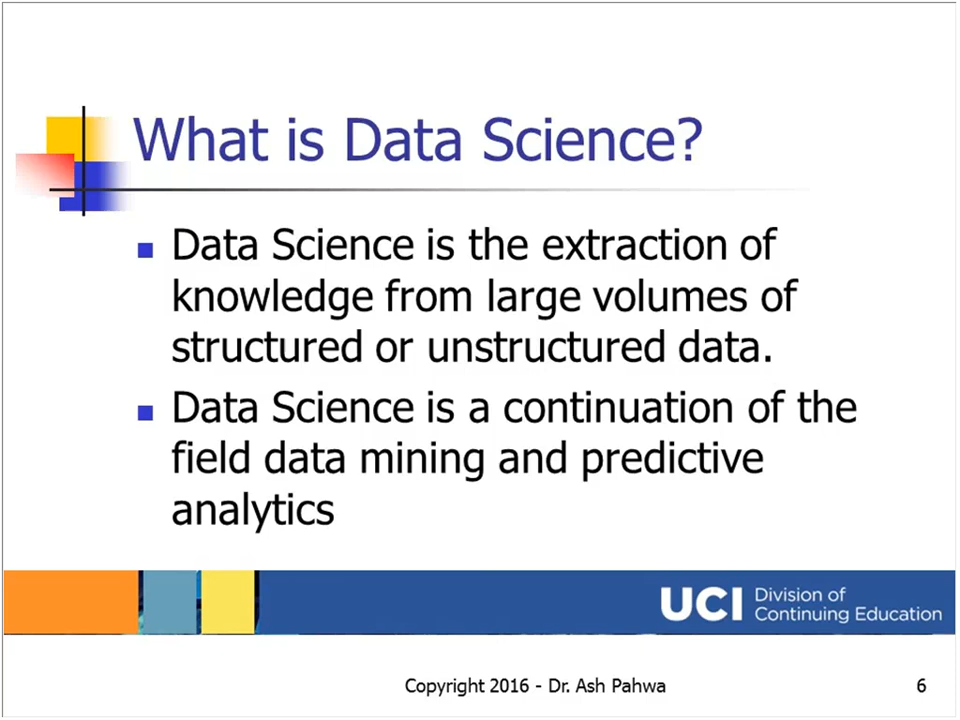 What is Data Science?
Data Science is the extraction of
knowledge from large volumes of
structured or unstructured data.
Data Science is a continuation of the
field data mining and predictive
analytics
UCI Division of
Continuing Education
Copyright 2016 - Dr. Ash Pahwa 6